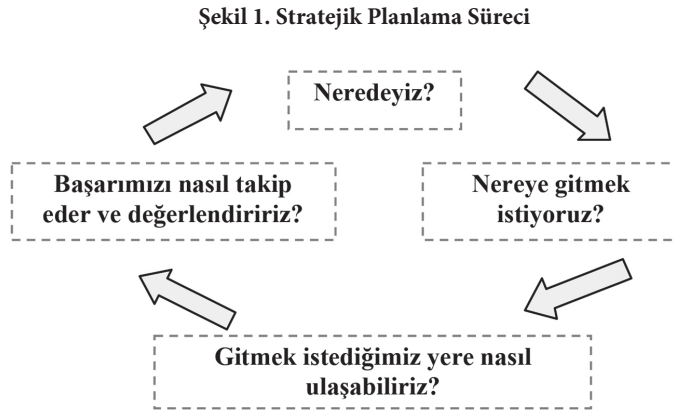 Şekil 1. Stratejik Planlama Süreci
Neredeyiz?
Nereye gitmek
istiyoruz?
Gitmek istediğimiz yere nasıl
ulaşabiliriz?
Başarımızı nasıl takip
eder ve değerlendiririz?